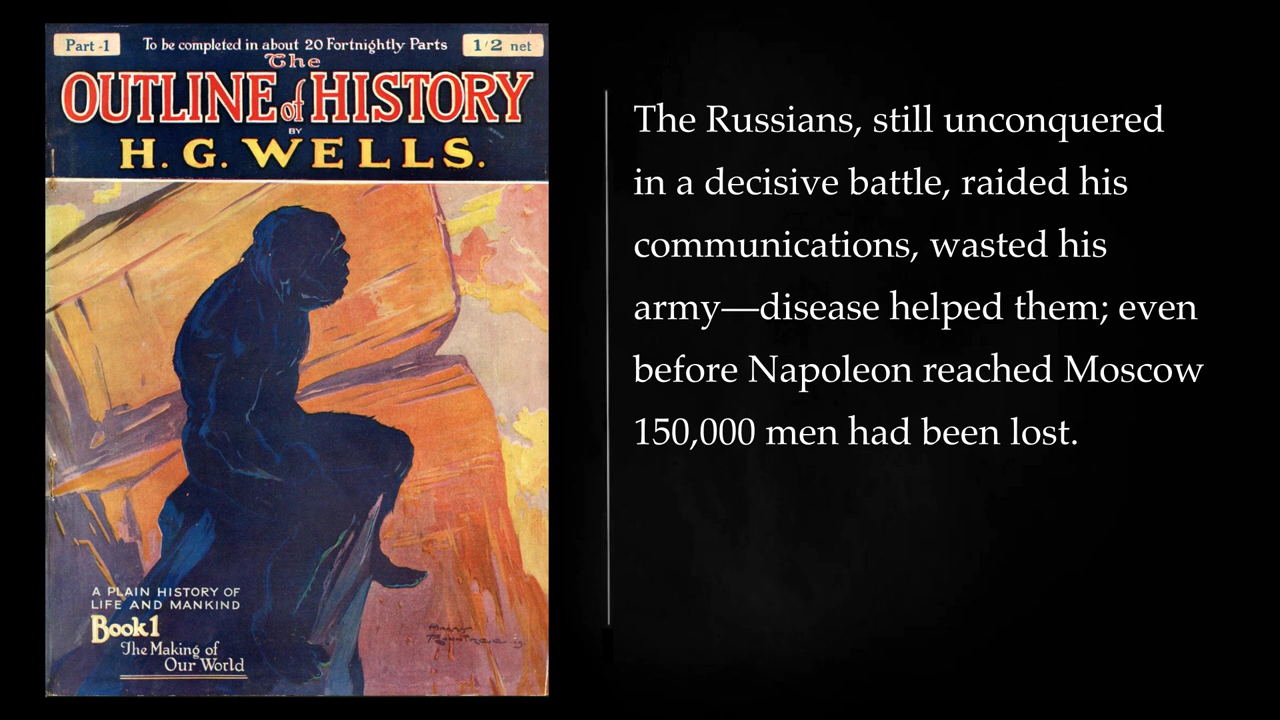 Part -1
To be completed in about 20 Fortnightly Parts
1/2 net
The
OUTLINE of HISTORY
BY
H. G. WELLS.
A PLAIN HISTORY OF
LIFE AND MANKIND
Book 1
The Making of
Our World
The Russians, still unconquered
in a decisive battle, raided his
communications, wasted his
army—disease helped them; even
before Napoleon reached Moscow
150,000 men had been lost.